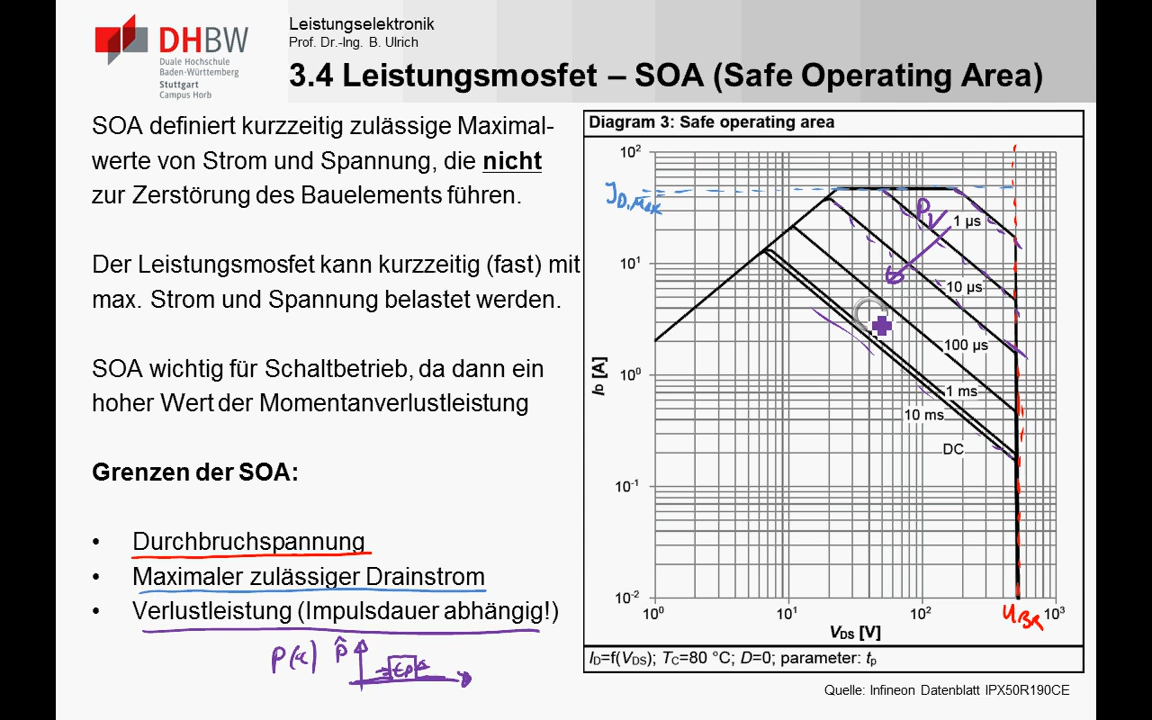 DHBW
Duale Hochschule
Baden-Württemberg
Stuttgart
Campus Horb
Leistungselektronik
Prof. Dr.-Ing. B. Ulrich
3.4 Leistungsmosfet – SOA (Safe Operating Area)
SOA definiert kurzzeitig zulässige Maximal-
werte von Strom und Spannung, die nicht
zur Zerstörung des Bauelements führen.
Der Leistungsmosfet kann kurzzeitig (fast) mit
max. Strom und Spannung belastet werden.
SOA wichtig für Schaltbetrieb, da dann ein
hoher Wert der Momentanverlustleistung
Grenzen der SOA:
• Durchbruchspannung
• Maximaler zulässiger Drainstrom
• Verlustleistung (Impulsdauer abhängig!)
p̂
tp
Diagram 3: Safe operating area
10²
I_D,Max
P_V
1 µs
10¹
10 µs
100 µs
10⁰
I_D [A]
1 ms
10 ms
DC
10⁻¹
10⁻²
10⁰
10¹
10²
10³
U_BR
V_DS [V]
I_D=f(V_DS); T_C=80 °C; D=0; parameter: t_p
Quelle: Infineon Datenblatt IPX50R190CE